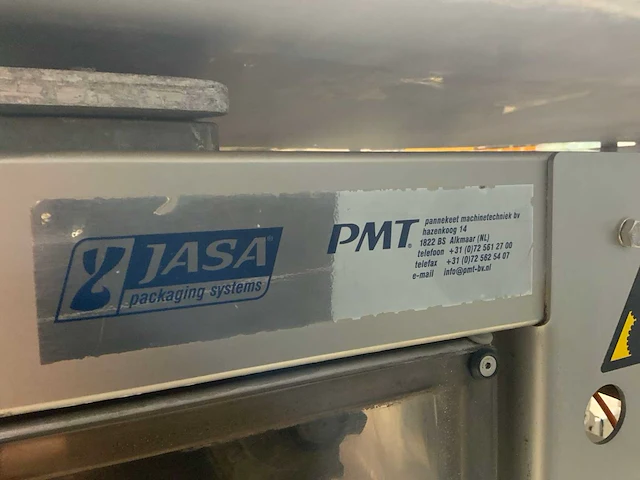 JASA®
packaging systems
PMT.
pannekeet machinetechniek bv
hazenkoog 14
1822 BS Alkmaar (NL)
telefoon +31 (0)72 561 27 00
telefax +31 (0)72 562 54 07
e-mail info@pmt-bv.nl